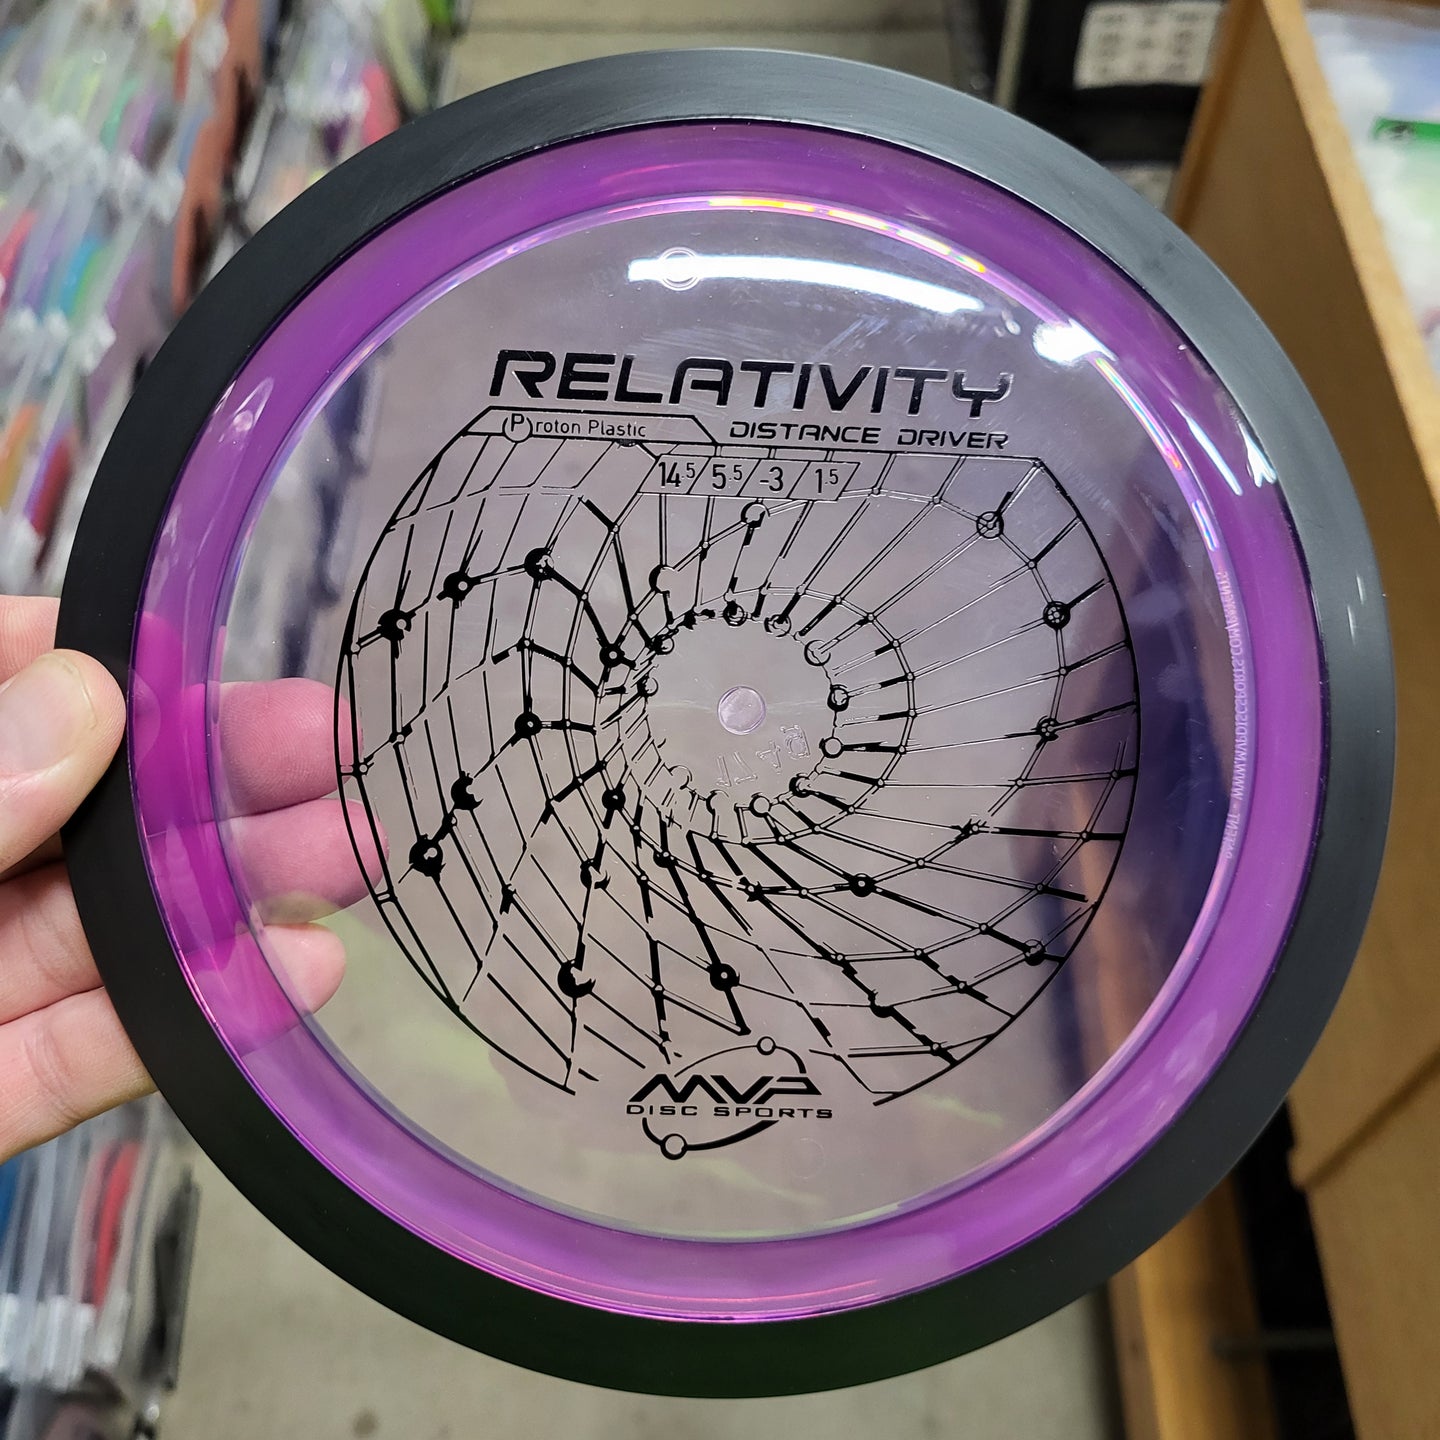 RELATIVITY
Proton Plastic
DISTANCE DRIVER
14.5 / 5.5 / -3 / 1.5
MVP
DISC SPORTS